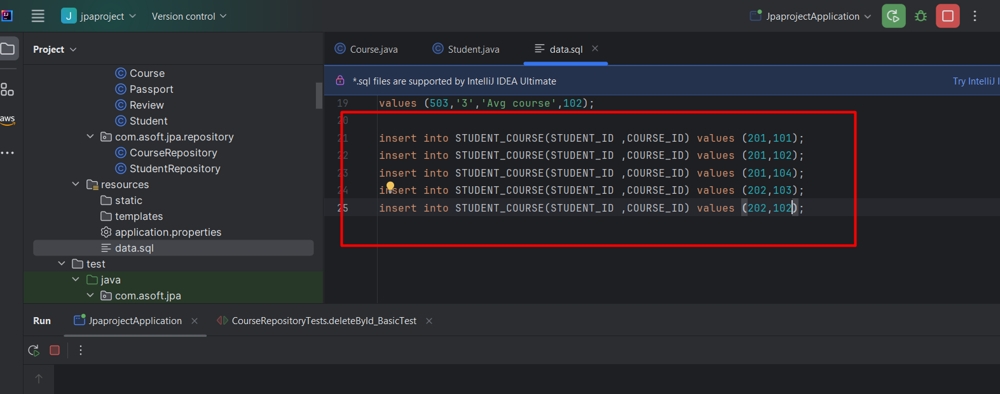 J jpaproject Version control JpaprojectApplication
Project
Course.java Student.java data.sql
*.sql files are supported by IntelliJ IDEA Ultimate Try IntelliJ I
Course
Passport
Review
Student
com.asoft.jpa.repository
CourseRepository
StudentRepository
resources
static
templates
application.properties
data.sql
test
java
com.asoft.jpa
aws
19 values (503,'3','Avg course',102);
20
21 insert into STUDENT_COURSE(STUDENT_ID ,COURSE_ID) values (201,101);
22 insert into STUDENT_COURSE(STUDENT_ID ,COURSE_ID) values (201,102);
23 insert into STUDENT_COURSE(STUDENT_ID ,COURSE_ID) values (201,104);
24 insert into STUDENT_COURSE(STUDENT_ID ,COURSE_ID) values (202,103);
25 insert into STUDENT_COURSE(STUDENT_ID ,COURSE_ID) values (202,102);
Run JpaprojectApplication CourseRepositoryTests.deleteById_BasicTest